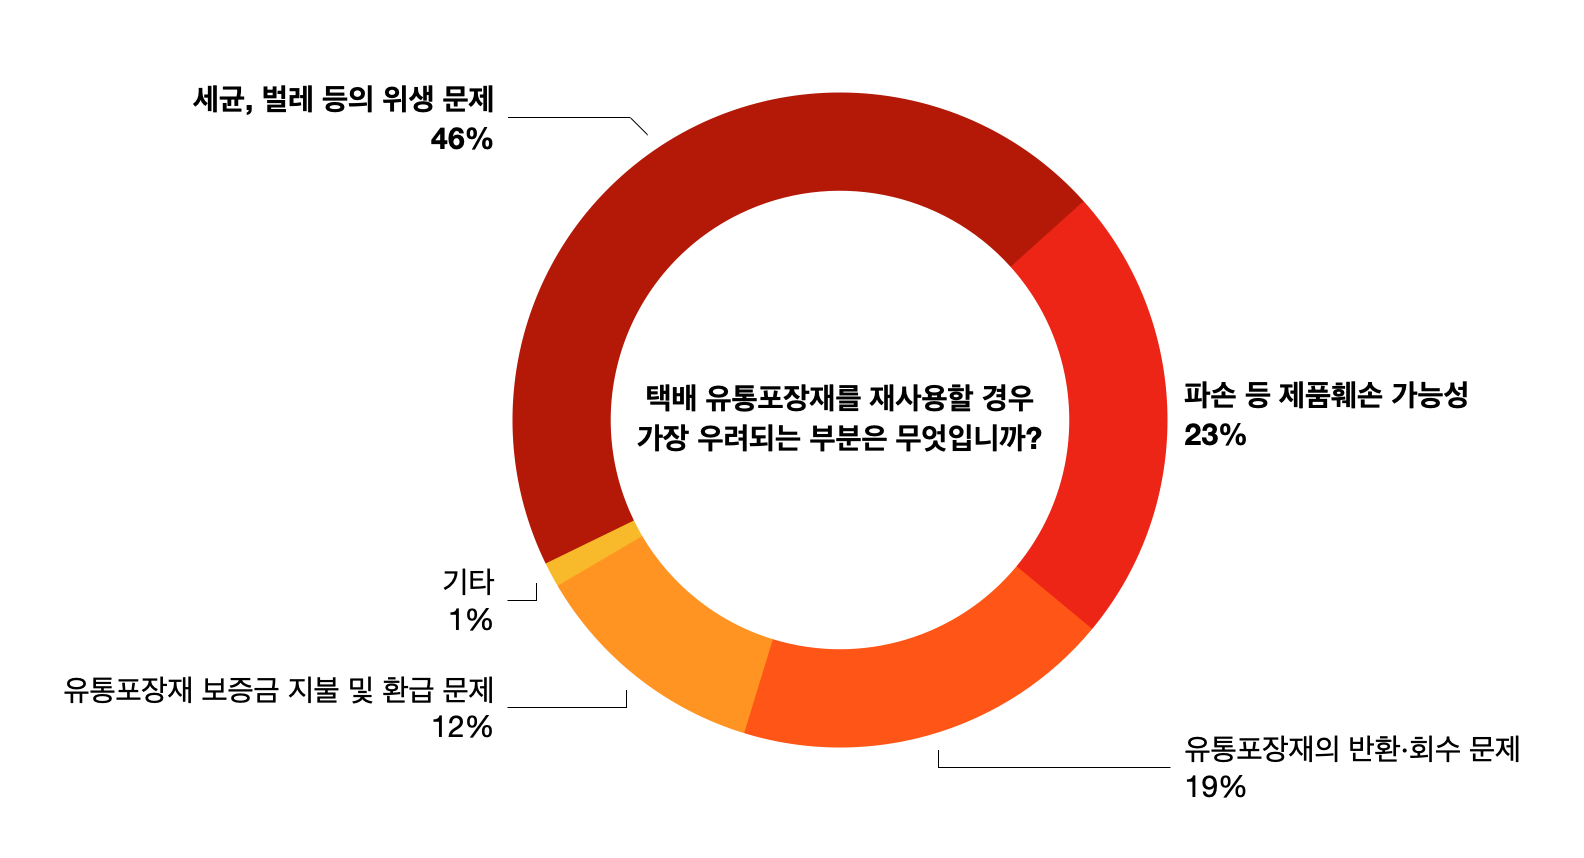 세균, 벌레 등의 위생 문제
46%
택배 유통포장재를 재사용할 경우
가장 우려되는 부분은 무엇입니까?
파손 등 제품훼손 가능성
23%
기타
1%
유통포장재 보증금 지불 및 환급 문제
12%
유통포장재의 반환·회수 문제
19%